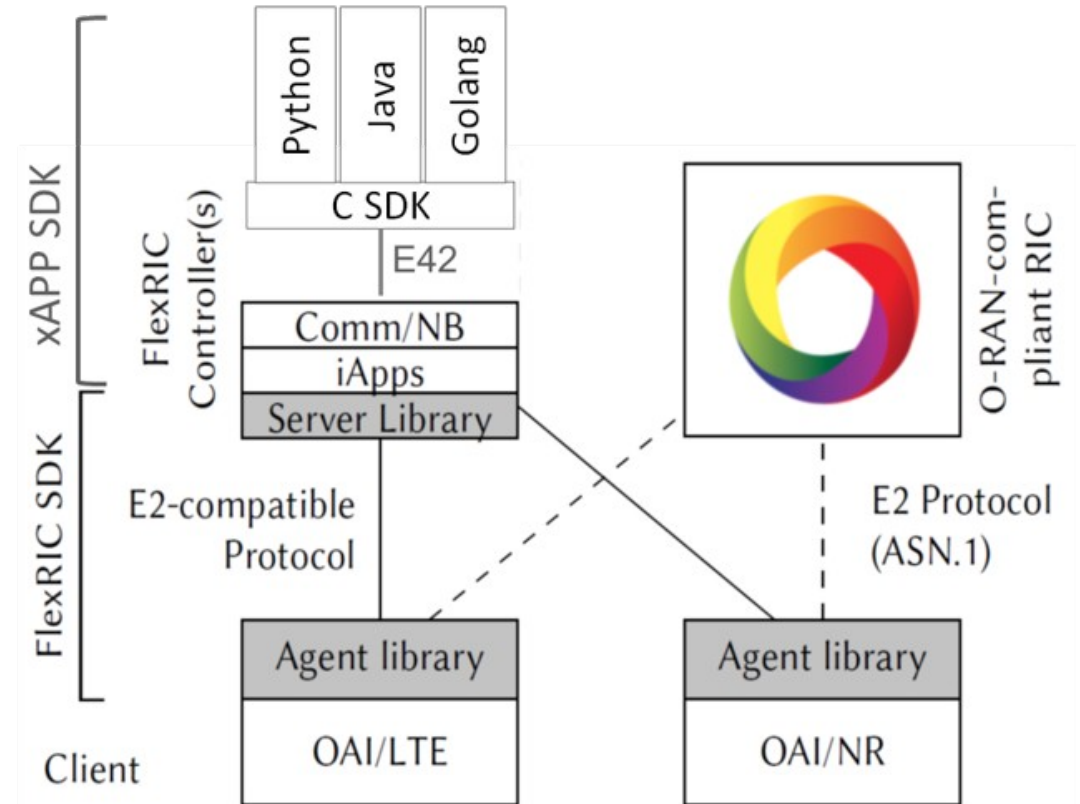 Python
Java
Golang
C SDK
E42
xAPP SDK
FlexRIC
Controller(s)
Comm/NB
iApps
Server Library
O-RAN-com-
pliant RIC
FlexRIC SDK
E2-compatible
Protocol
E2 Protocol
(ASN.1)
Agent library
Agent library
Client
OAI/LTE
OAI/NR